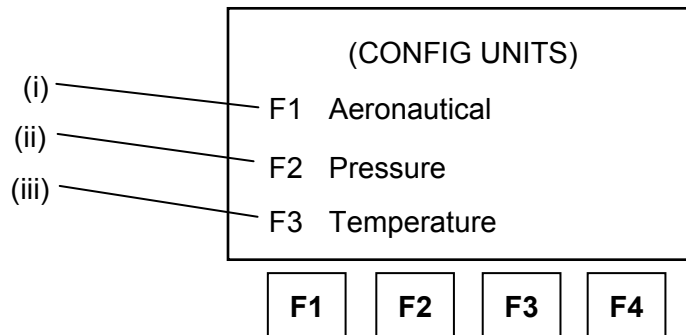 (CONFIG UNITS)
(i)
F1 Aeronautical
(ii)
F2 Pressure
(iii)
F3 Temperature
F1 F2 F3 F4